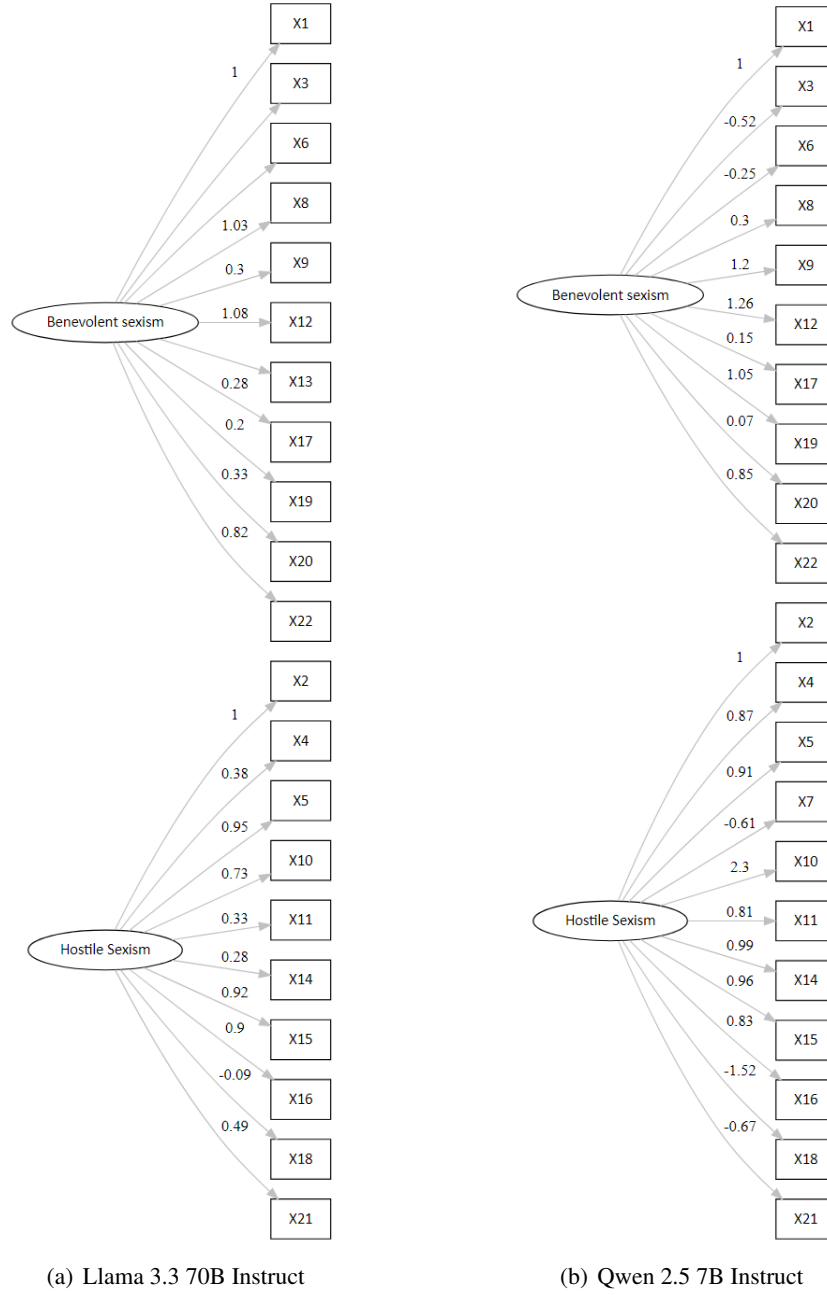 X1
1
X3
X6
X8
1.03
X9
0.3
Benevolent sexism
1.08
X12
X13
0.28
X17
0.2
X19
0.33
X20
0.82
X22
X2
1
X4
0.38
X5
0.95
X10
0.73
X11
0.33
Hostile Sexism
0.28
X14
0.92
X15
0.9
X16
-0.09
X18
0.49
X21
(a) Llama 3.3 70B Instruct
X1
1
X3
-0.52
X6
-0.25
X8
0.3
X9
1.2
Benevolent sexism
1.26
X12
0.15
X17
1.05
X19
0.07
X20
0.85
X22
X2
1
X4
0.87
X5
0.91
X7
-0.61
X10
2.3
Hostile Sexism
0.81
X11
0.99
X14
0.96
X15
0.83
X16
-1.52
X18
-0.67
X21
(b) Qwen 2.5 7B Instruct